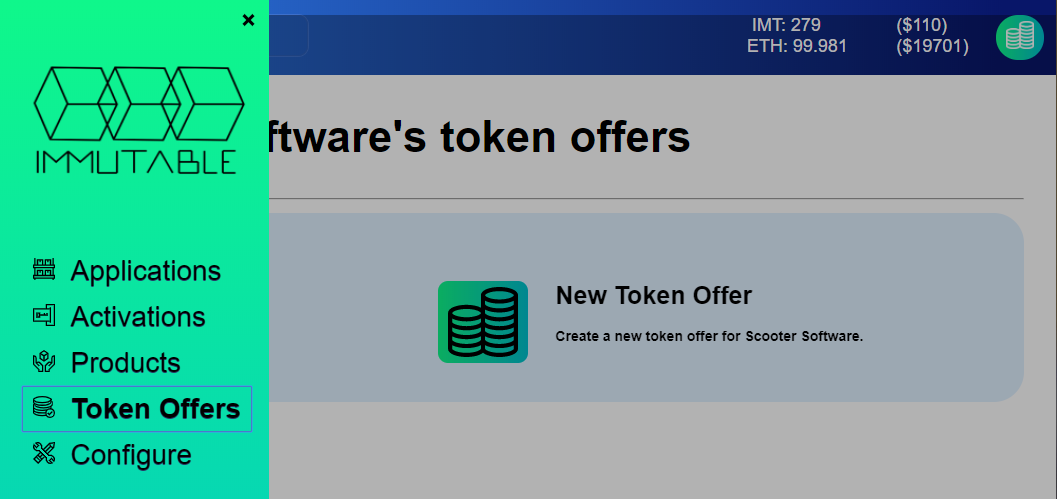 ×
IMT: 279 ($110)
ETH: 99.981 ($19701)
IMMUTABLE
ftware's token offers
Applications
Activations
Products
Token Offers
Configure
New Token Offer
Create a new token offer for Scooter Software.